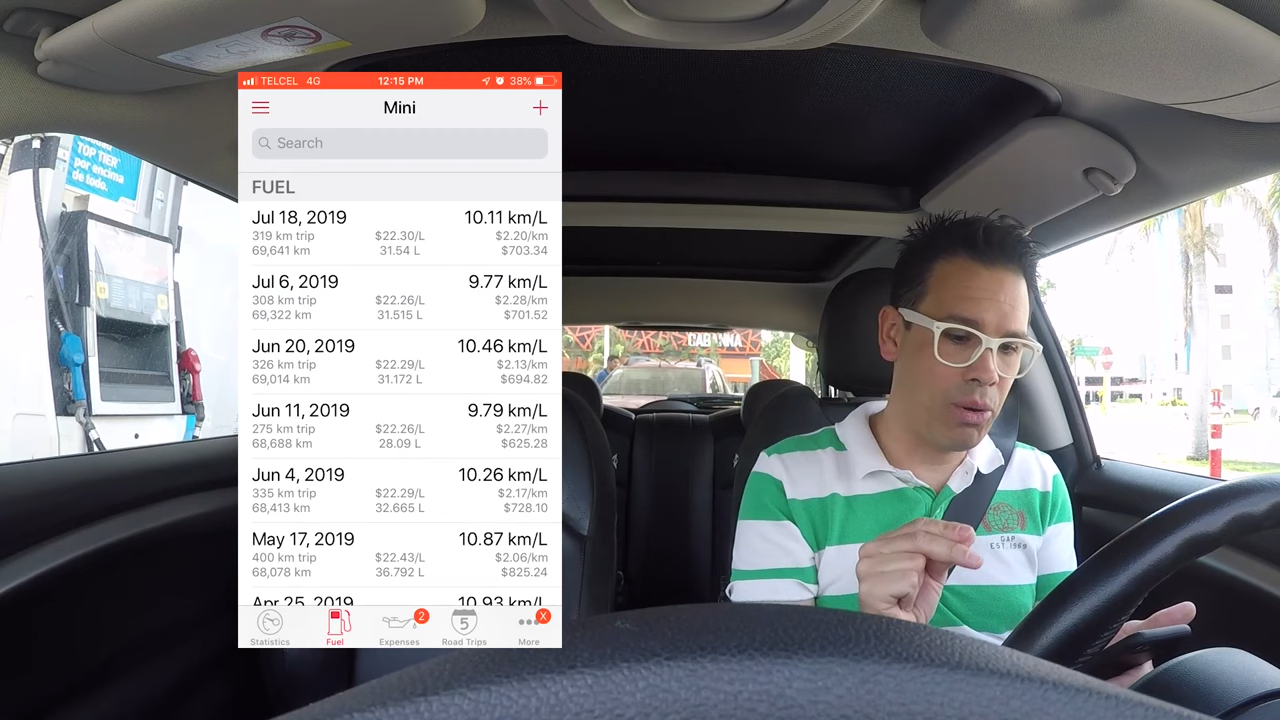 TOP TIER
por encima
de todo.
TELCEL 4G 12:15 PM 38%
Mini
Search
FUEL
Jul 18, 2019 10.11 km/L
319 km trip $22.30/L $2.20/km
69,641 km 31.54 L $703.34
Jul 6, 2019 9.77 km/L
308 km trip $22.26/L $2.28/km
69,322 km 31.515 L $701.52
Jun 20, 2019 10.46 km/L
326 km trip $22.29/L $2.13/km
69,014 km 31.172 L $694.82
Jun 11, 2019 9.79 km/L
275 km trip $22.26/L $2.27/km
68,688 km 28.09 L $625.28
Jun 4, 2019 10.26 km/L
335 km trip $22.29/L $2.17/km
68,413 km 32.665 L $728.10
May 17, 2019 10.87 km/L
400 km trip $22.43/L $2.06/km
68,078 km 36.792 L $825.24
Apr 25, 2019 10.93 km/L
5 2 X
Statistics Fuel Expenses Road Trips More
CABANNA
GAP
EST. 1969